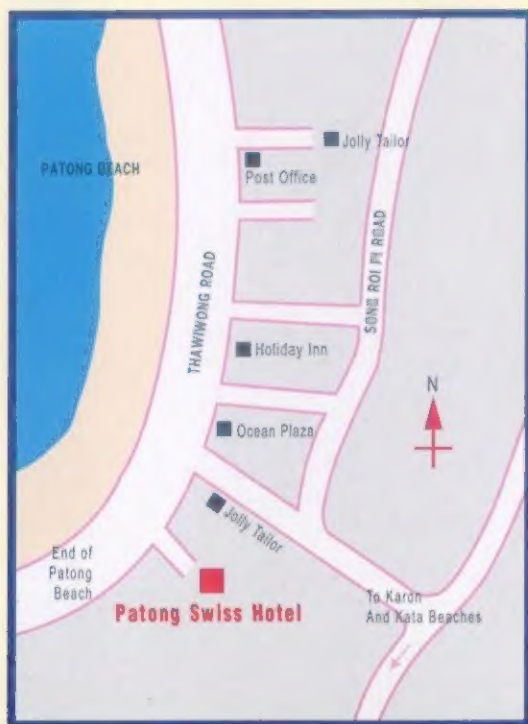 Jolly Tailor
PATONG BEACH
Post Office
THAWIWONG ROAD
SONG ROI PI ROAD
Holiday Inn
N
Ocean Plaza
Jolly Tailor
End of
Patong
Beach
Patong Swiss Hotel
To Karon
And Kata Beaches